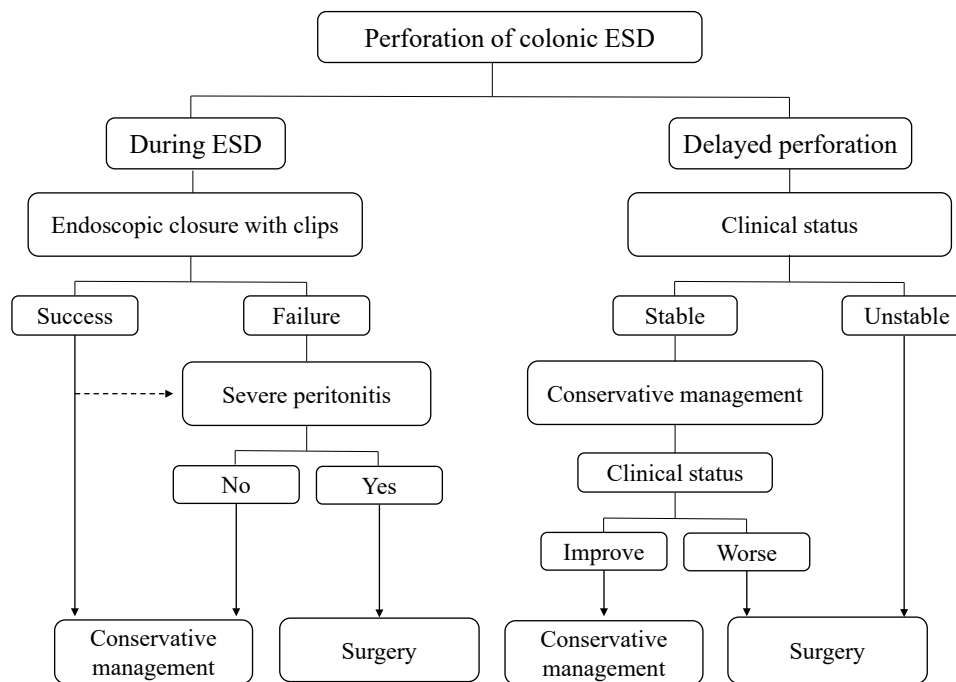 Perforation of colonic ESD
During ESD
Delayed perforation
Endoscopic closure with clips
Clinical status
Success
Failure
Stable
Unstable
Severe peritonitis
Conservative management
No
Yes
Clinical status
Improve
Worse
Conservative
management
Surgery
Conservative
management
Surgery